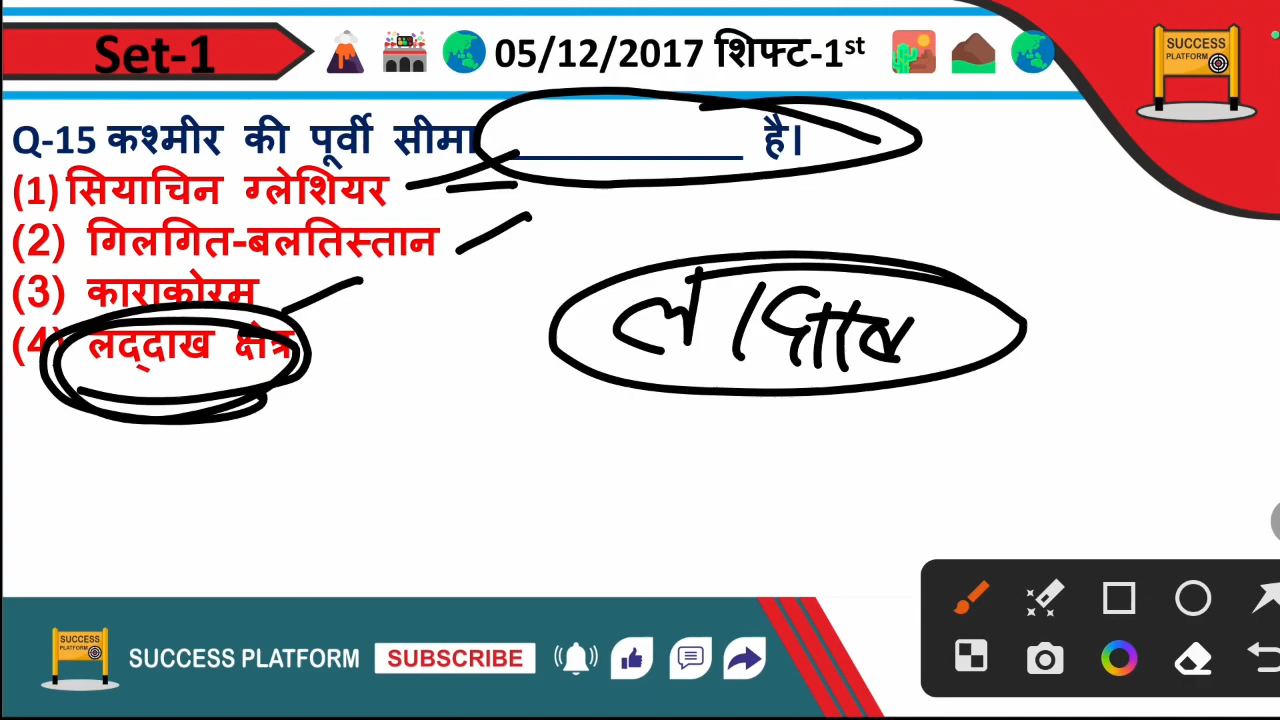 Set-1
05/12/2017 शिफ्ट-1st
SUCCESS
PLATFORM
Q-15 कश्मीर की पूर्वी सीमा ____________ है।
(1) सियाचिन ग्लेशियर
(2) गिलगित-बलतिस्तान
(3) काराकोरम
(4) लद्दाख क्षेत्र
SUCCESS
PLATFORM
SUCCESS PLATFORM
SUBSCRIBE